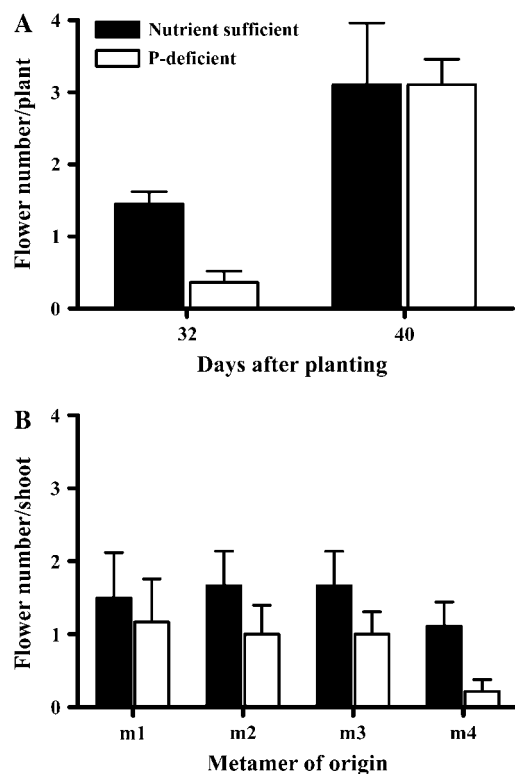 A
Nutrient sufficient
P-deficient
Flower number/plant
4
3
2
1
0
32
40
Days after planting
B
Flower number/shoot
4
3
2
1
0
m1
m2
m3
m4
Metamer of origin